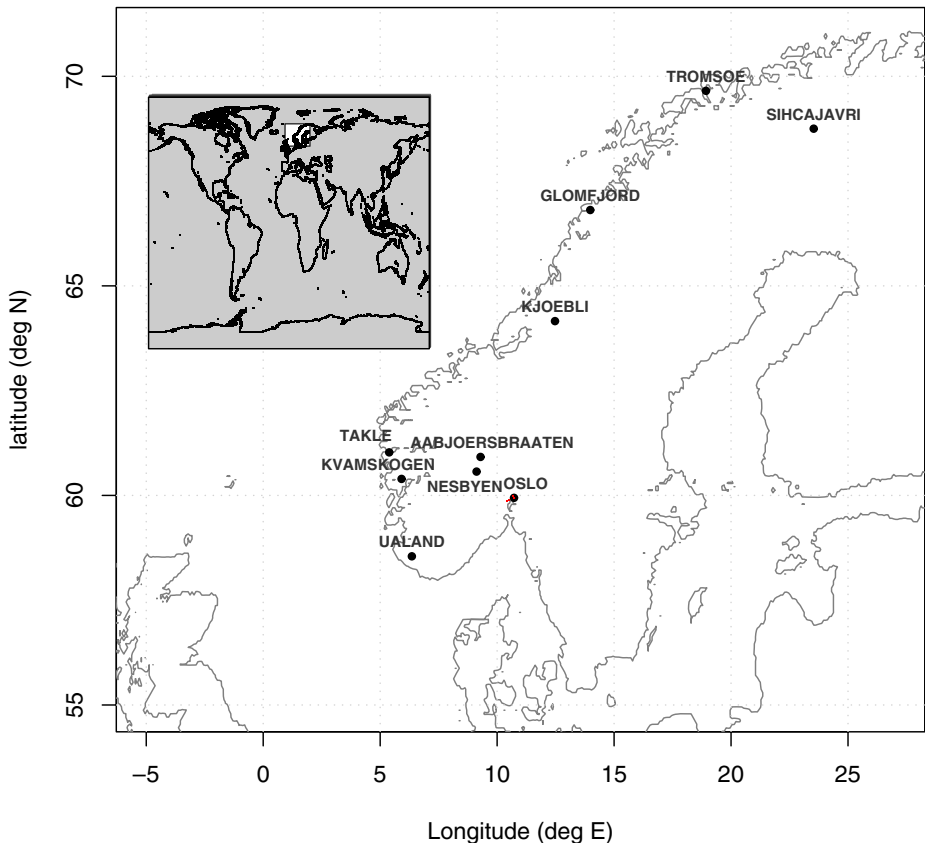 70
65
60
55
latitude (deg N)
TROMSOE
SIHCAJAVRI
GLOMFJORD
KJOEBLI
TAKLE
AABJOERSBRAATEN
KVAMSKOGEN
NESBYEN
OSLO
UALAND
−5 0 5 10 15 20 25
Longitude (deg E)